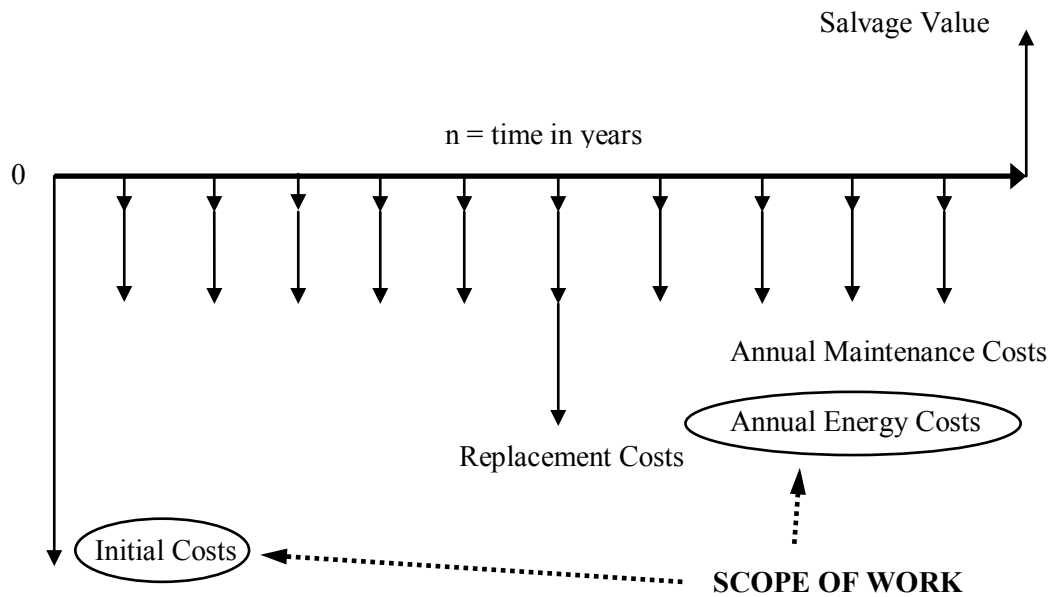 Salvage Value
n = time in years
0
Annual Maintenance Costs
Annual Energy Costs
Replacement Costs
Initial Costs
SCOPE OF WORK